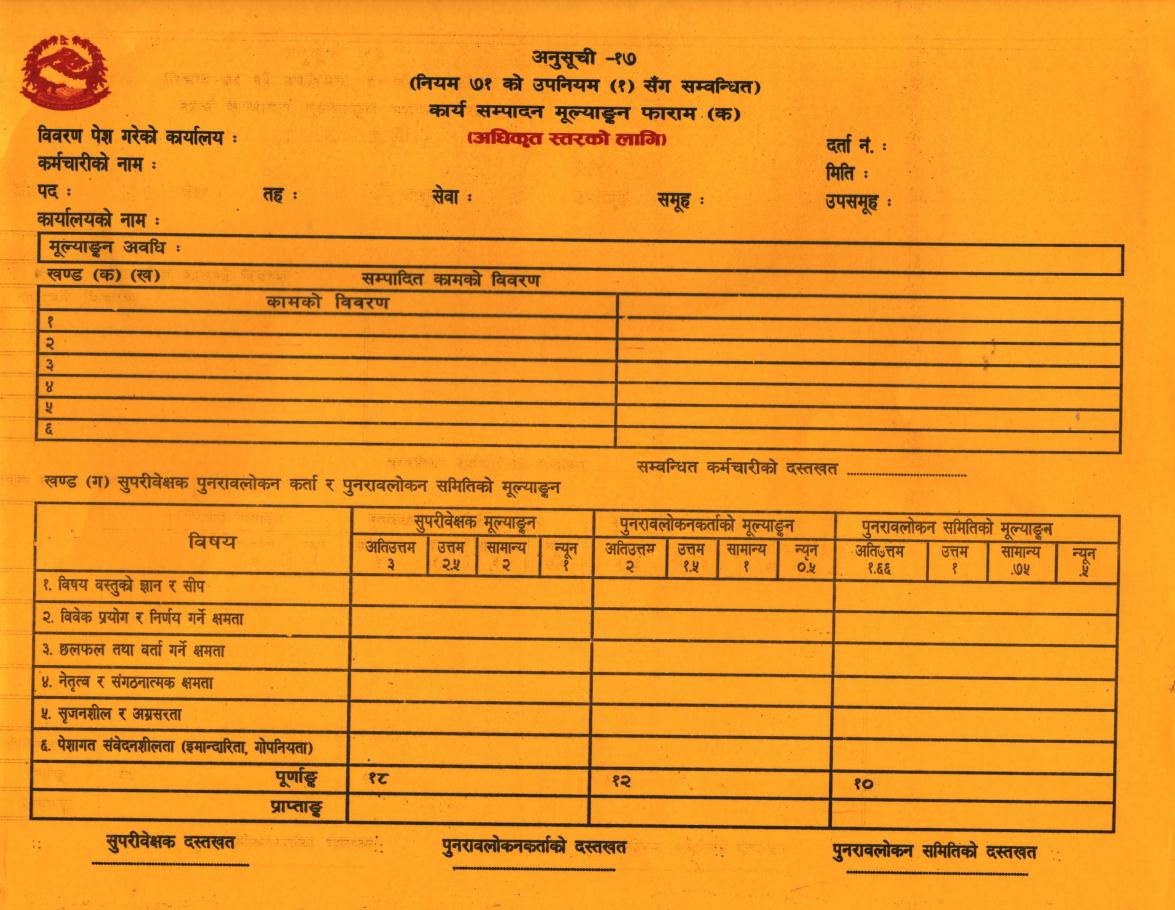 अनुसूची -१७
(नियम ७१ को उपनियम (१) सँग सम्वन्धित)
कार्य सम्पादन मूल्याङ्कन फाराम (क)
(अधिकृत स्तरको लागि)
विवरण पेश गरेको कार्यालय :
दर्ता नं. :
कर्मचारीको नाम :
मिति :
पद : तह : सेवा : समूह : उपसमूह :
कार्यालयको नाम :
मूल्याङ्कन अवधि :
खण्ड (क) (ख) सम्पादित कामको विवरण
कामको विवरण
१
२
३
४
५
६
सम्वन्धित कर्मचारीको दस्तखत ........................
खण्ड (ग) सुपरीवेक्षक पुनरावलोकन कर्ता र पुनरावलोकन समितिको मूल्याङ्कन
विषय सुपरीवेक्षक मूल्याङ्कन पुनरावलोकनकर्ताको मूल्याङ्कन पुनरावलोकन समितिको मूल्याङ्कन
अतिउत्तम उत्तम सामान्य न्यून अतिउत्तम उत्तम सामान्य न्यून अतिउत्तम उत्तम सामान्य न्यून
३ २.५ २ १ २ १.५ १ ०.५ १.६६ १ .७५ .५
१. विषय वस्तुको ज्ञान र सीप
२. विवेक प्रयोग र निर्णय गर्ने क्षमता
३. छलफल तथा वर्ता गर्ने क्षमता
४. नेतृत्व र संगठनात्मक क्षमता
५. सृजनशील र अग्रसरता
६. पेशागत संवेदनशीलता (इमान्दारिता, गोपनियता)
पूर्णाङ्क १८ १२ १०
प्राप्ताङ्क
सुपरीवेक्षक दस्तखत पुनरावलोकनकर्ताको दस्तखत पुनरावलोकन समितिको दस्तखत